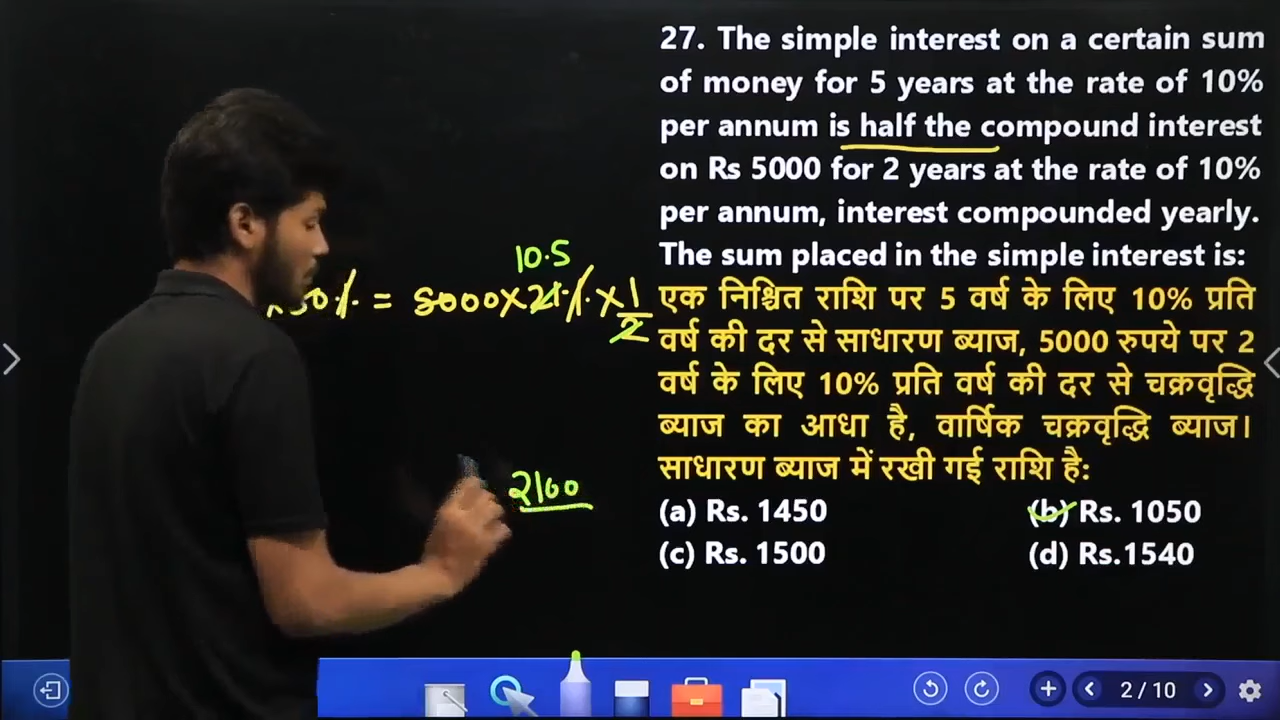 27. The simple interest on a certain sum
of money for 5 years at the rate of 10%
per annum is half the compound interest
on Rs 5000 for 2 years at the rate of 10%
per annum, interest compounded yearly.
The sum placed in the simple interest is:
एक निश्चित राशि पर 5 वर्ष के लिए 10% प्रति
वर्ष की दर से साधारण ब्याज, 5000 रुपये पर 2
वर्ष के लिए 10% प्रति वर्ष की दर से चक्रवृद्धि
ब्याज का आधा है, वार्षिक चक्रवृद्धि ब्याज।
साधारण ब्याज में रखी गई राशि है:
(a) Rs. 1450 (b) Rs. 1050
(c) Rs. 1500 (d) Rs.1540
10.5
50% = 5000 × 21% × 1/2
2100
2 / 10